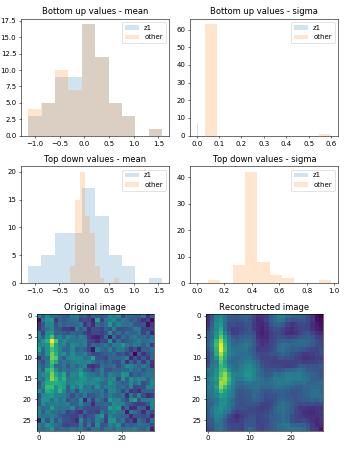 Bottom up values - mean
Bottom up values - sigma
17.5
15.0
12.5
10.0
7.5
5.0
2.5
0.0
−1.0 −0.5 0.0 0.5 1.0 1.5
z1
other
60
50
40
30
20
10
0
0.0 0.1 0.2 0.3 0.4 0.5 0.6
z1
other
Top down values - mean
Top down values - sigma
20
15
10
5
0
−1.0 −0.5 0.0 0.5 1.0 1.5
z1
other
40
20
0
0.0 0.2 0.4 0.6 0.8 1.0
z1
other
Original image
Reconstructed image
0
5
10
15
20
25
0 10 20
0
5
10
15
20
25
0 10 20